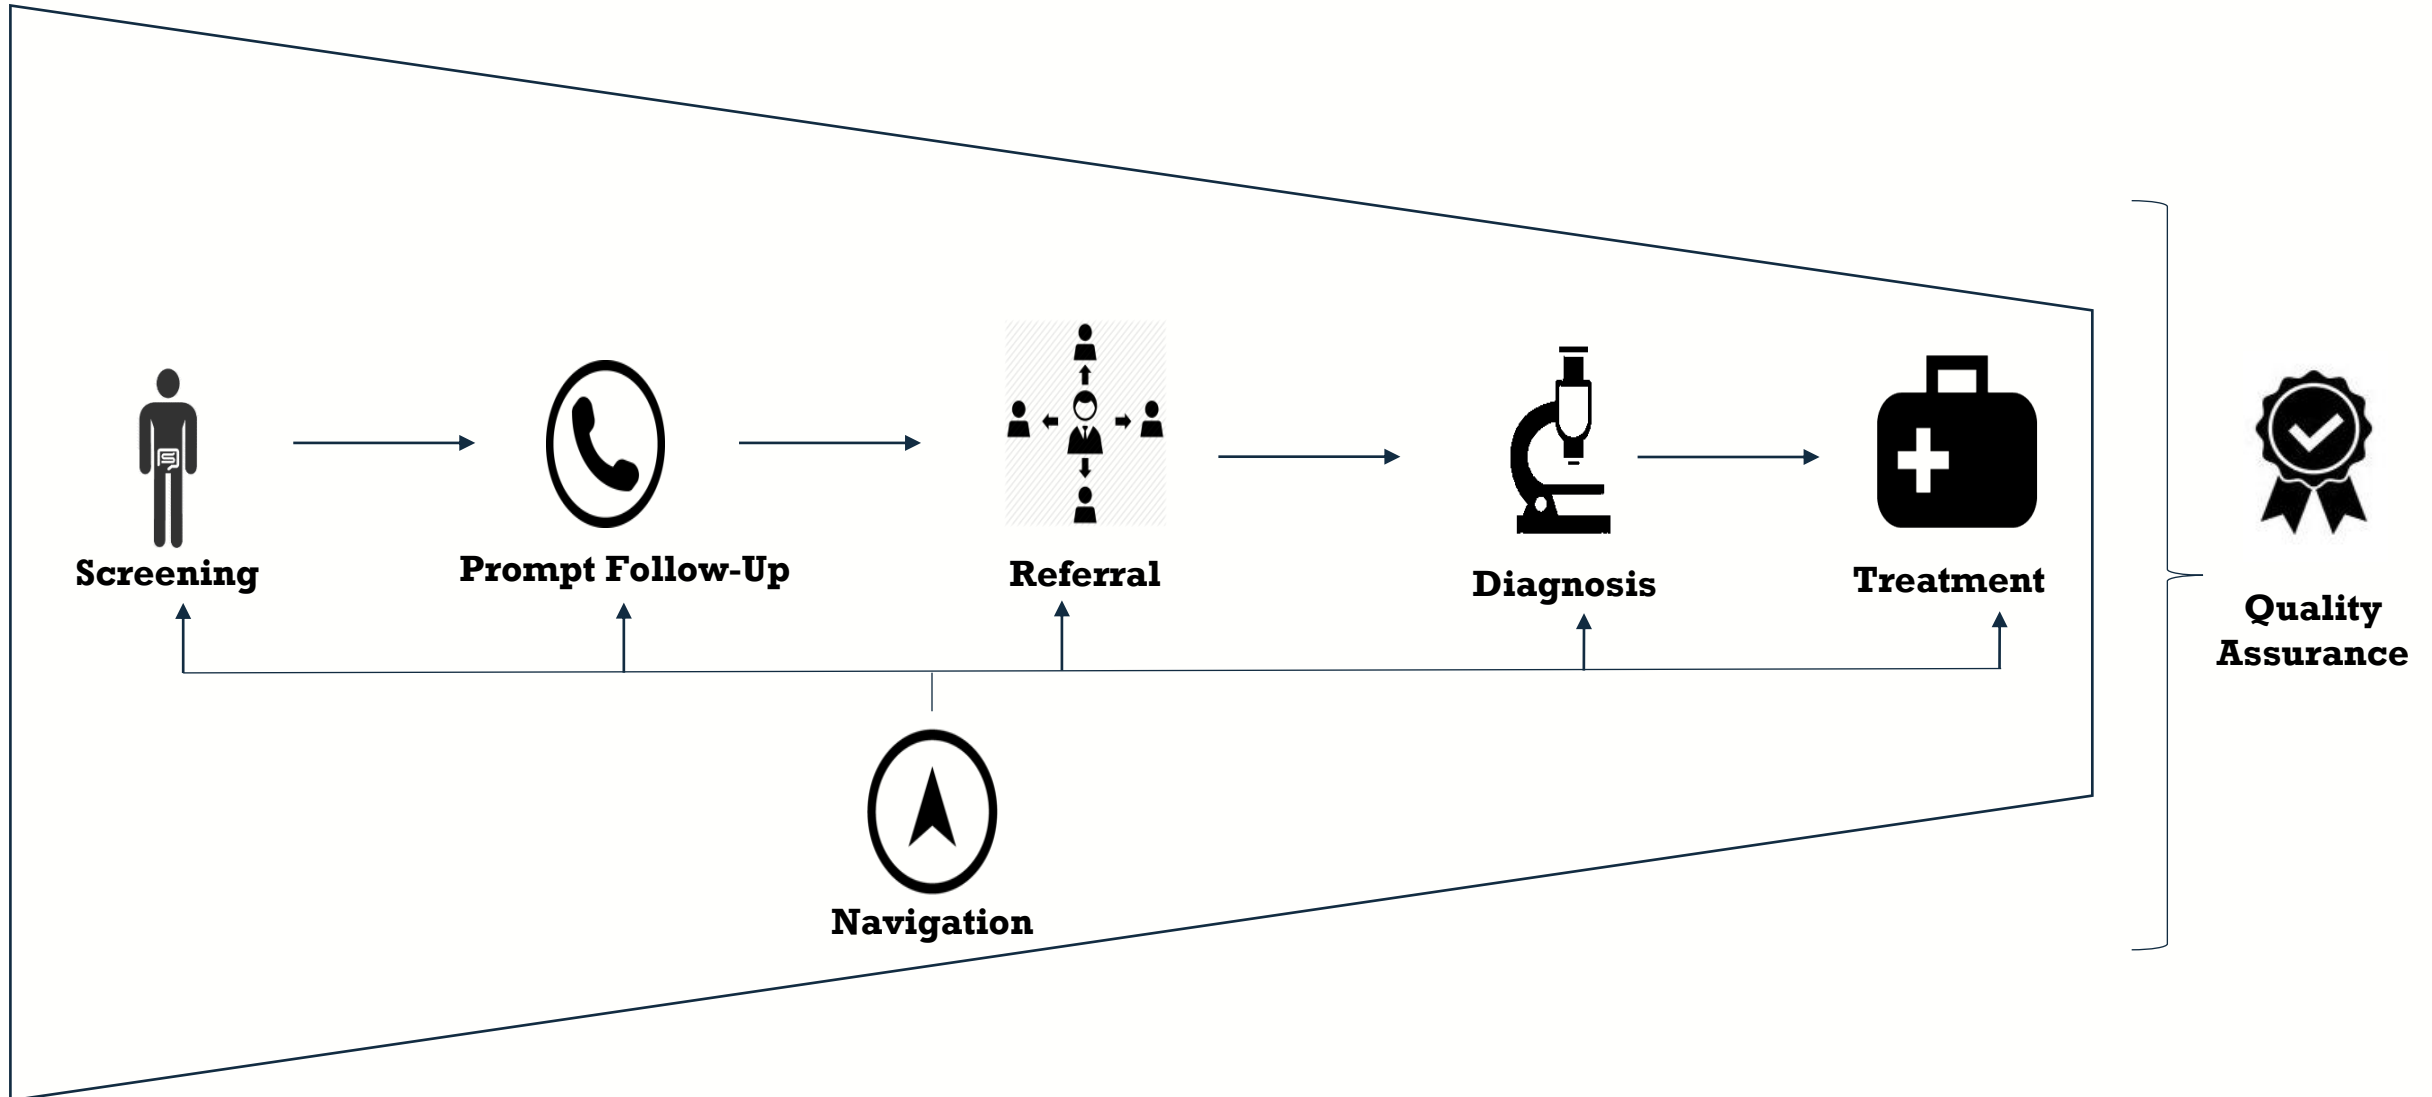 Screening
Prompt Follow-Up
Referral
Diagnosis
Treatment
Quality
Assurance
Navigation